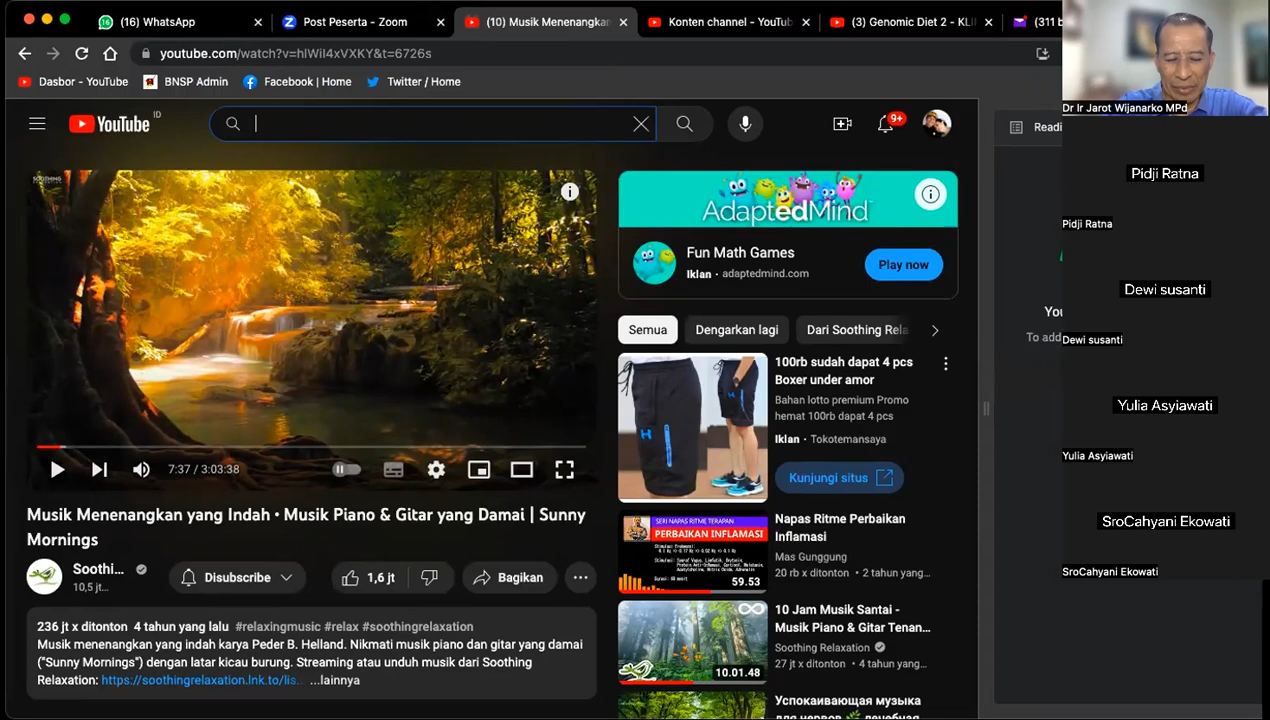 (16) WhatsApp
Post Peserta - Zoom
(10) Musik Menenangkan
Konten channel - YouTub
(3) Genomic Diet 2 - KLI
(311 b
youtube.com/watch?v=hlWiI4xVXKY&t=6726s
Dasbor - YouTube
BNSP Admin
Facebook | Home
Twitter / Home
YouTube ID
9+
Readi
SOOTHING
RELAXATION
7:37 / 3:03:38
Musik Menenangkan yang Indah • Musik Piano & Gitar yang Damai | Sunny
Mornings
Soothi...
10,5 jt...
Disubscribe
1,6 jt
Bagikan
236 jt x ditonton 4 tahun yang lalu #relaxingmusic #relax #soothingrelaxation
Musik menenangkan yang indah karya Peder B. Helland. Nikmati musik piano dan gitar yang damai
("Sunny Mornings") dengan latar kicau burung. Streaming atau unduh musik dari Soothing
Relaxation: https://soothingrelaxation.lnk.to/lis... ...lainnya
AdaptedMind
Fun Math Games
Iklan • adaptedmind.com
Play now
Semua
Dengarkan lagi
Dari Soothing Rela
100rb sudah dapat 4 pcs
Boxer under amor
Bahan lotto premium Promo
hemat 100rb dapat 4 pcs
Iklan • Tokotemansaya
Kunjungi situs
SERI NAPAS RITME TERAPAN
PERBAIKAN INFLAMASI
59.53
Napas Ritme Perbaikan
Inflamasi
Mas Gunggung
20 rb x ditonton • 2 tahun yang...
10.01.48
10 Jam Musik Santai -
Musik Piano & Gitar Tenan...
Soothing Relaxation
27 jt x ditonton • 4 tahun yang...
Успокаивающая музыка
для нервов лечебная
You
To add
Dr Ir Jarot Wijanarko MPd
Pidji Ratna
Pidji Ratna
Dewi susanti
Dewi susanti
Yulia Asyiawati
Yulia Asyiawati
SroCahyani Ekowati
SroCahyani Ekowati